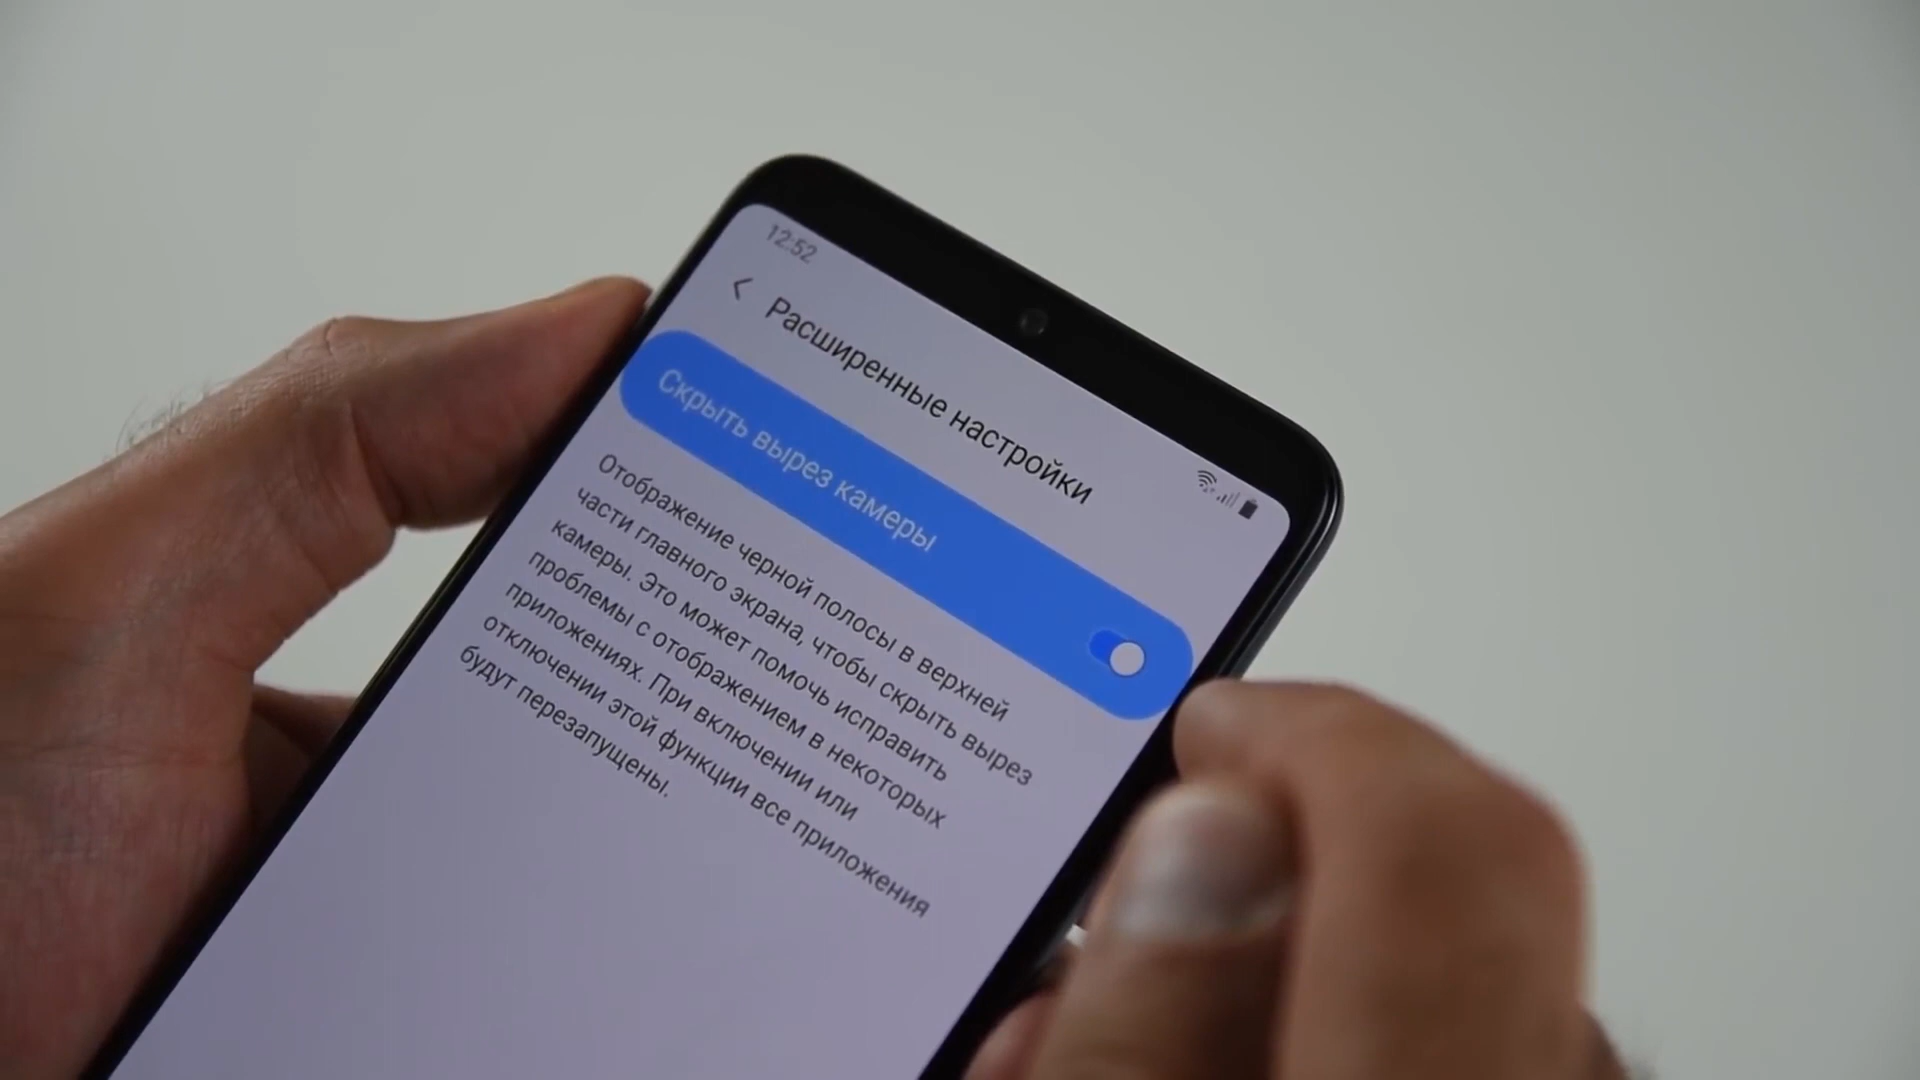 12:52
Расширенные настройки
Скрыть вырез камеры
Отображение черной полосы в верхней
части главного экрана, чтобы скрыть вырез
камеры. Это может помочь исправить
проблемы с отображением в некоторых
приложениях. При включении или
отключении этой функции все приложения
будут перезапущены.